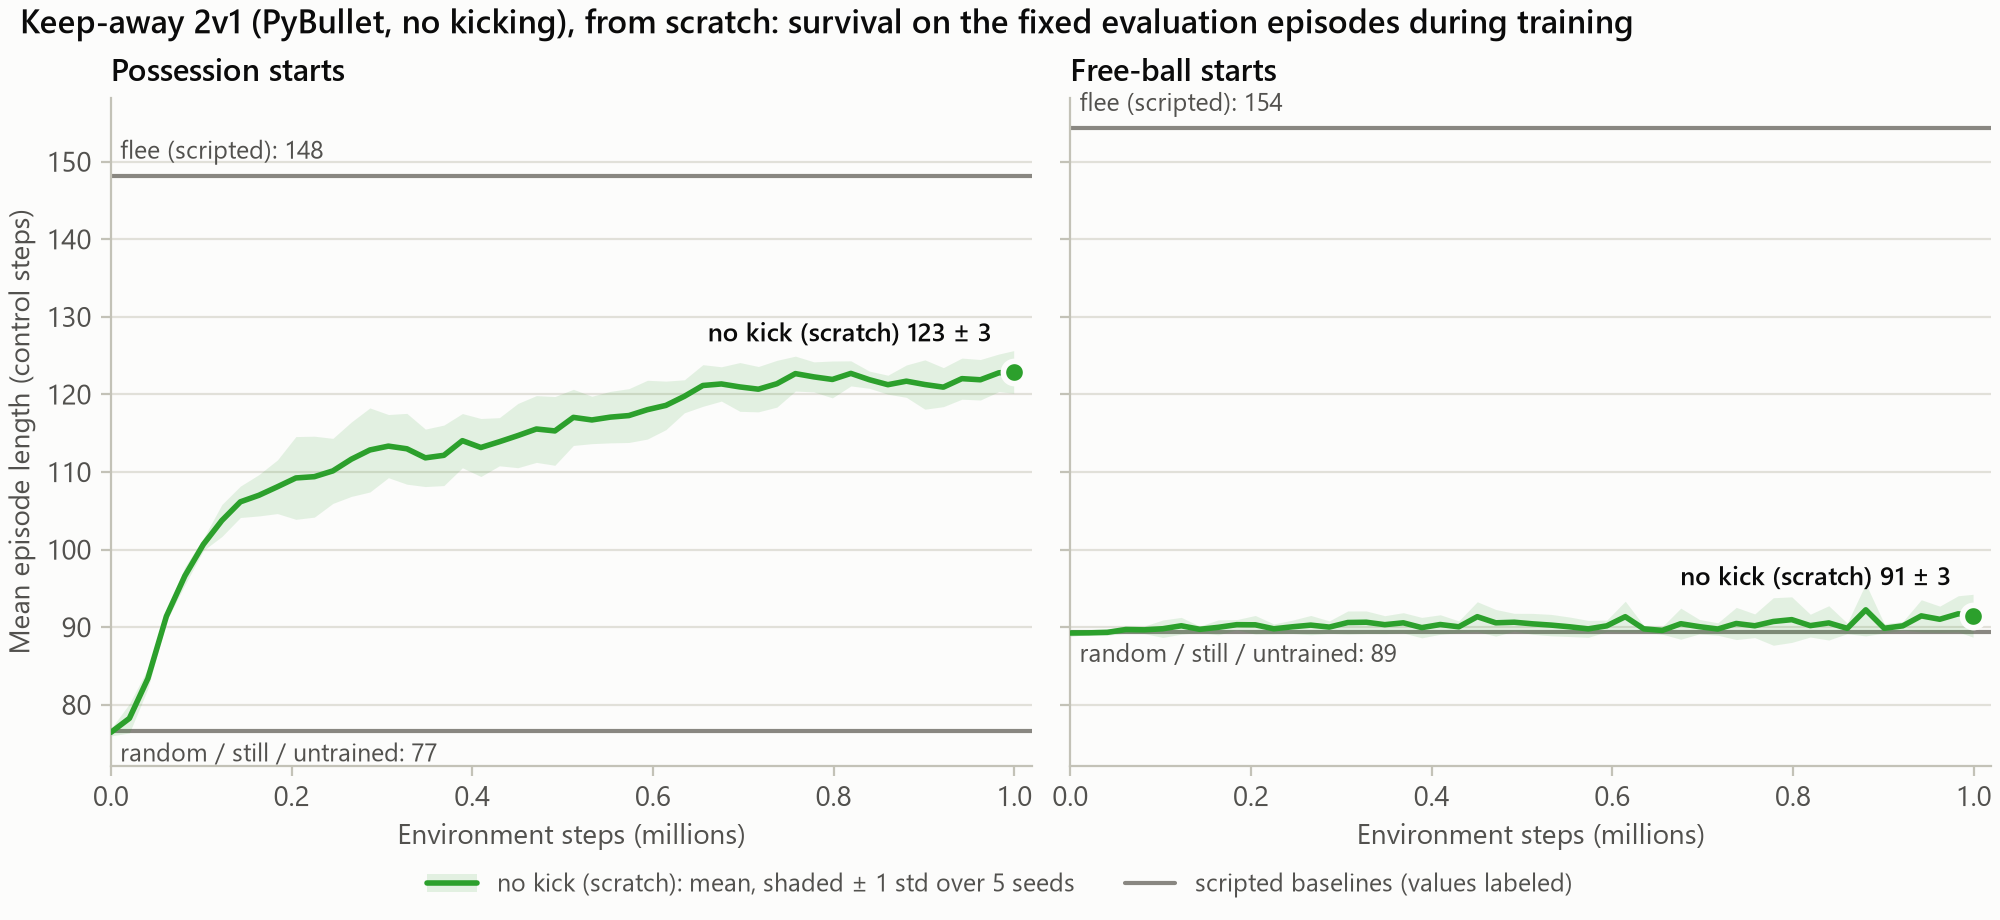 Keep-away 2v1 (PyBullet, no kicking), from scratch: survival on the fixed evaluation episodes during training
Possession starts
Mean episode length (control steps)
150
140
130
120
110
100
90
80
flee (scripted): 148
no kick (scratch) 123 ± 3
random / still / untrained: 77
0.0 0.2 0.4 0.6 0.8 1.0
Environment steps (millions)
Free-ball starts
flee (scripted): 154
no kick (scratch) 91 ± 3
random / still / untrained: 89
0.0 0.2 0.4 0.6 0.8 1.0
Environment steps (millions)
no kick (scratch): mean, shaded ± 1 std over 5 seeds
scripted baselines (values labeled)